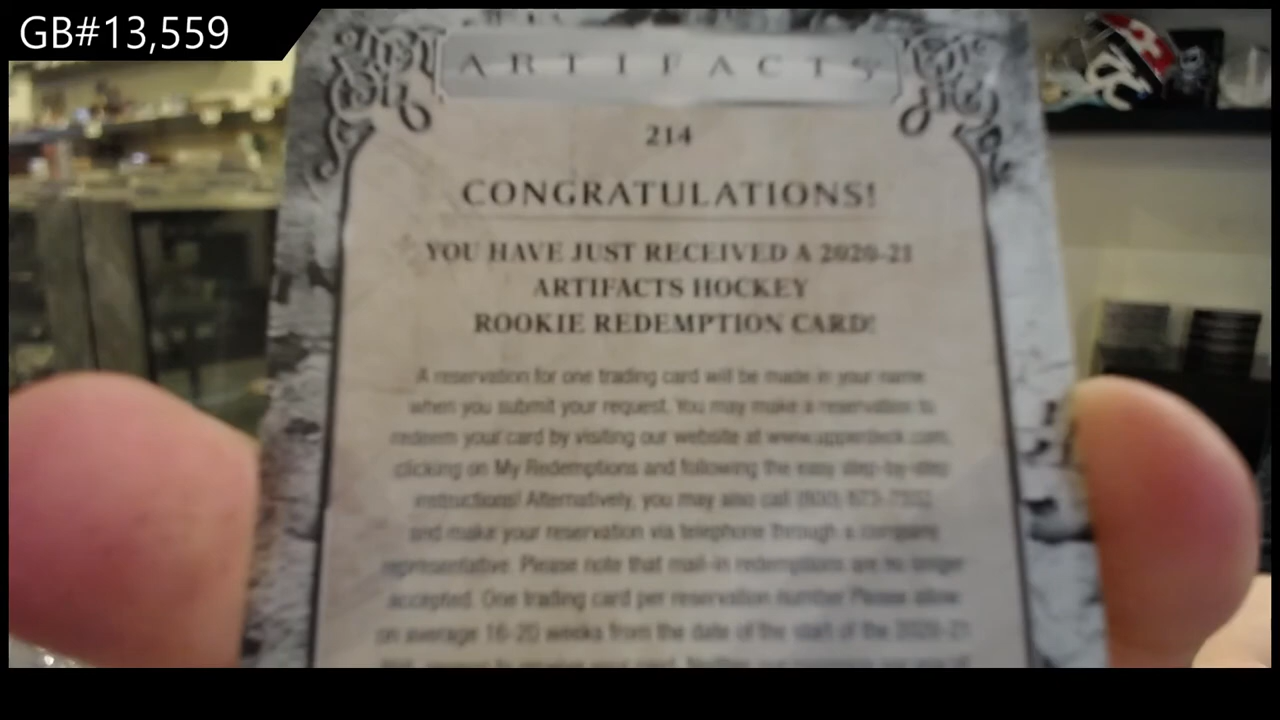 GB#13,559
ARTIFACTS
214
CONGRATULATIONS!
YOU HAVE JUST RECEIVED A 2020-21
ARTIFACTS HOCKEY
ROOKIE REDEMPTION CARD!
A reservation for one trading card will be made in your name
when you submit your request. You may make a reservation to
redeem your card by visiting our website at www.upperdeck.com,
clicking on My Redemptions and following the easy step-by-step
instructions! Alternatively, you may also call (800)
and make your reservation via telephone through a company
representative. Please note that mail-in redemptions are no longer
accepted. One trading card per reservation number. Please allow
on average 16-20 weeks from the date of the start of the 2020-21